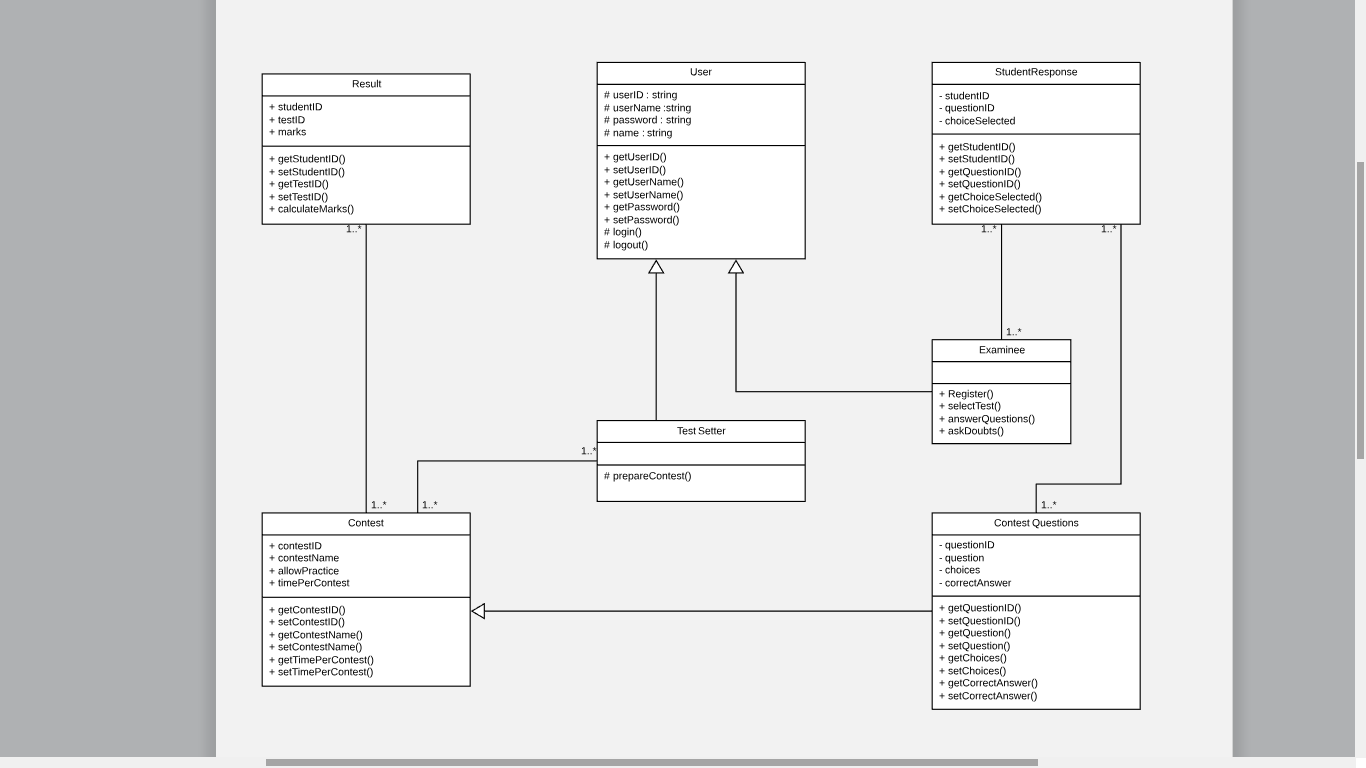 Result
+ studentID
+ testID
+ marks
+ getStudentID()
+ setStudentID()
+ getTestID()
+ setTestID()
+ calculateMarks()
1..*
User
# userID : string
# userName :string
# password : string
# name : string
+ getUserID()
+ setUserID()
+ getUserName()
+ setUserName()
+ getPassword()
+ setPassword()
# login()
# logout()
StudentResponse
- studentID
- questionID
- choiceSelected
+ getStudentID()
+ setStudentID()
+ getQuestionID()
+ setQuestionID()
+ getChoiceSelected()
+ setChoiceSelected()
1..*
1..*
1..*
Examinee
+ Register()
+ selectTest()
+ answerQuestions()
+ askDoubts()
Test Setter
# prepareContest()
1..*
1..*
1..*
Contest
+ contestID
+ contestName
+ allowPractice
+ timePerContest
+ getContestID()
+ setContestID()
+ getContestName()
+ setContestName()
+ getTimePerContest()
+ setTimePerContest()
1..*
Contest Questions
- questionID
- question
- choices
- correctAnswer
+ getQuestionID()
+ setQuestionID()
+ getQuestion()
+ setQuestion()
+ getChoices()
+ setChoices()
+ getCorrectAnswer()
+ setCorrectAnswer()